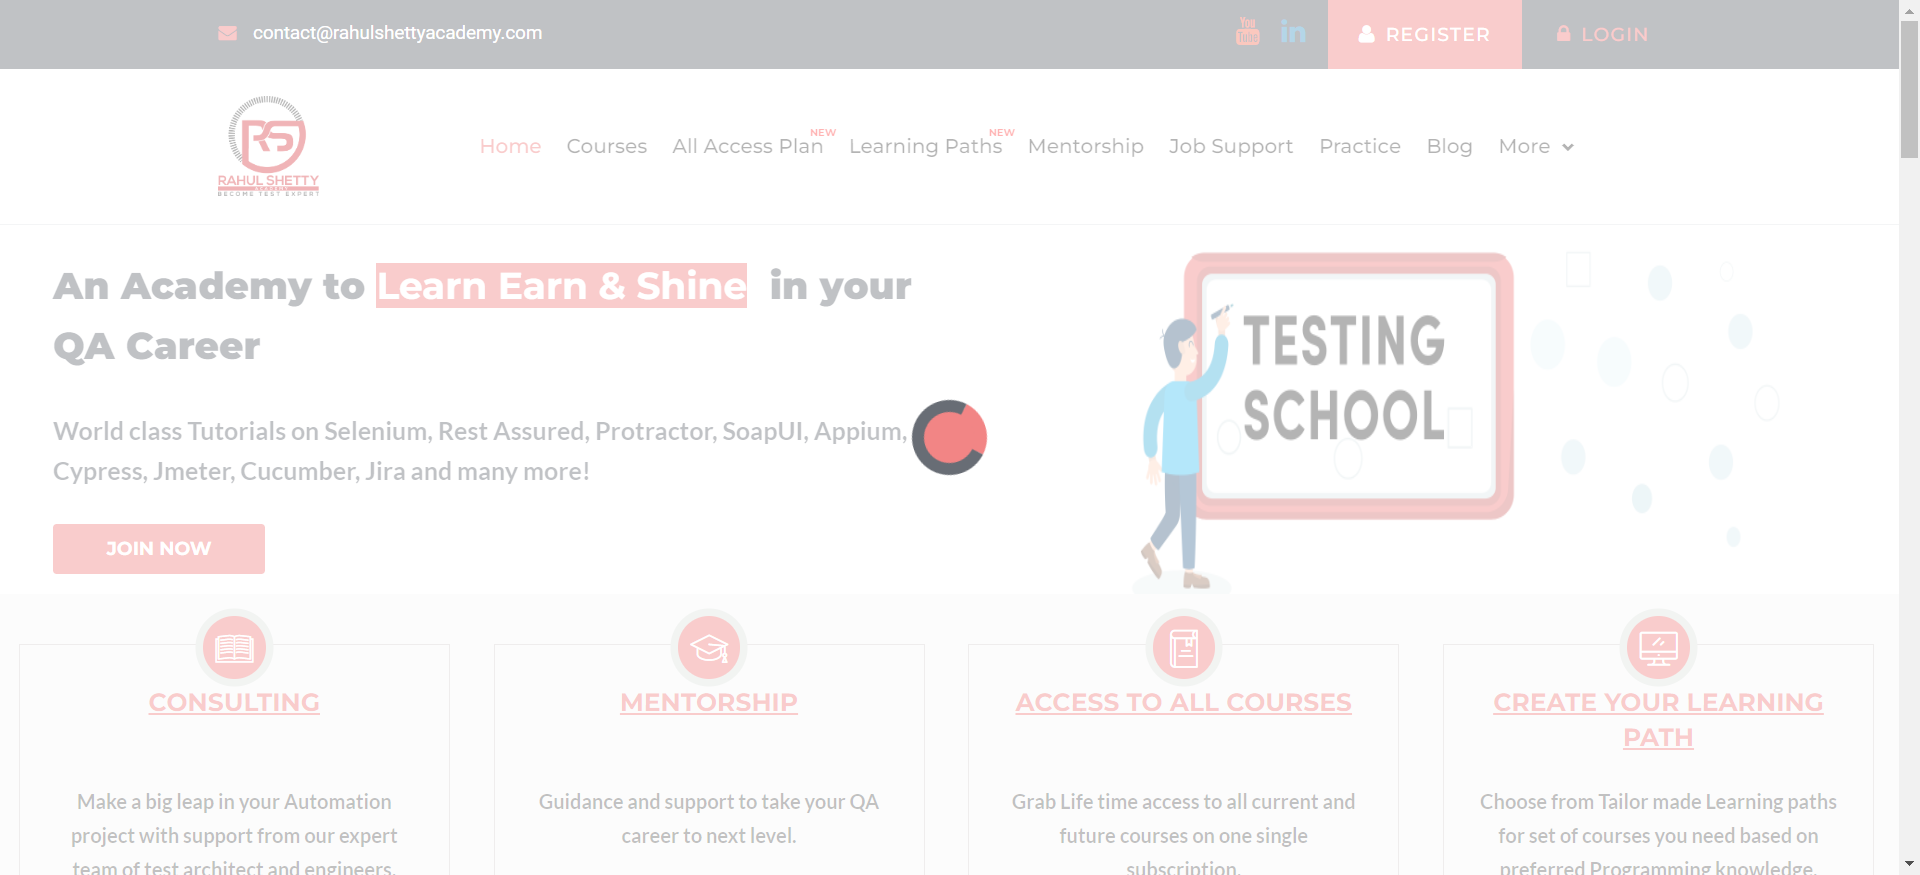 contact@rahulshettyacademy.com
You
Tube
in
REGISTER
LOGIN
RS
RAHUL SHETTY
ACADEMY
BECOME TEST EXPERT
Home
Courses
All Access Plan
NEW
Learning Paths
NEW
Mentorship
Job Support
Practice
Blog
More
An Academy to Learn Earn & Shine in your
QA Career
World class Tutorials on Selenium, Rest Assured, Protractor, SoapUI, Appium,
Cypress, Jmeter, Cucumber, Jira and many more!
JOIN NOW
TESTING
SCHOOL
CONSULTING
Make a big leap in your Automation
project with support from our expert
team of test architect and engineers.
MENTORSHIP
Guidance and support to take your QA
career to next level.
ACCESS TO ALL COURSES
Grab Life time access to all current and
future courses on one single
subscription.
CREATE YOUR LEARNING
PATH
Choose from Tailor made Learning paths
for set of courses you need based on
preferred Programming knowledge.